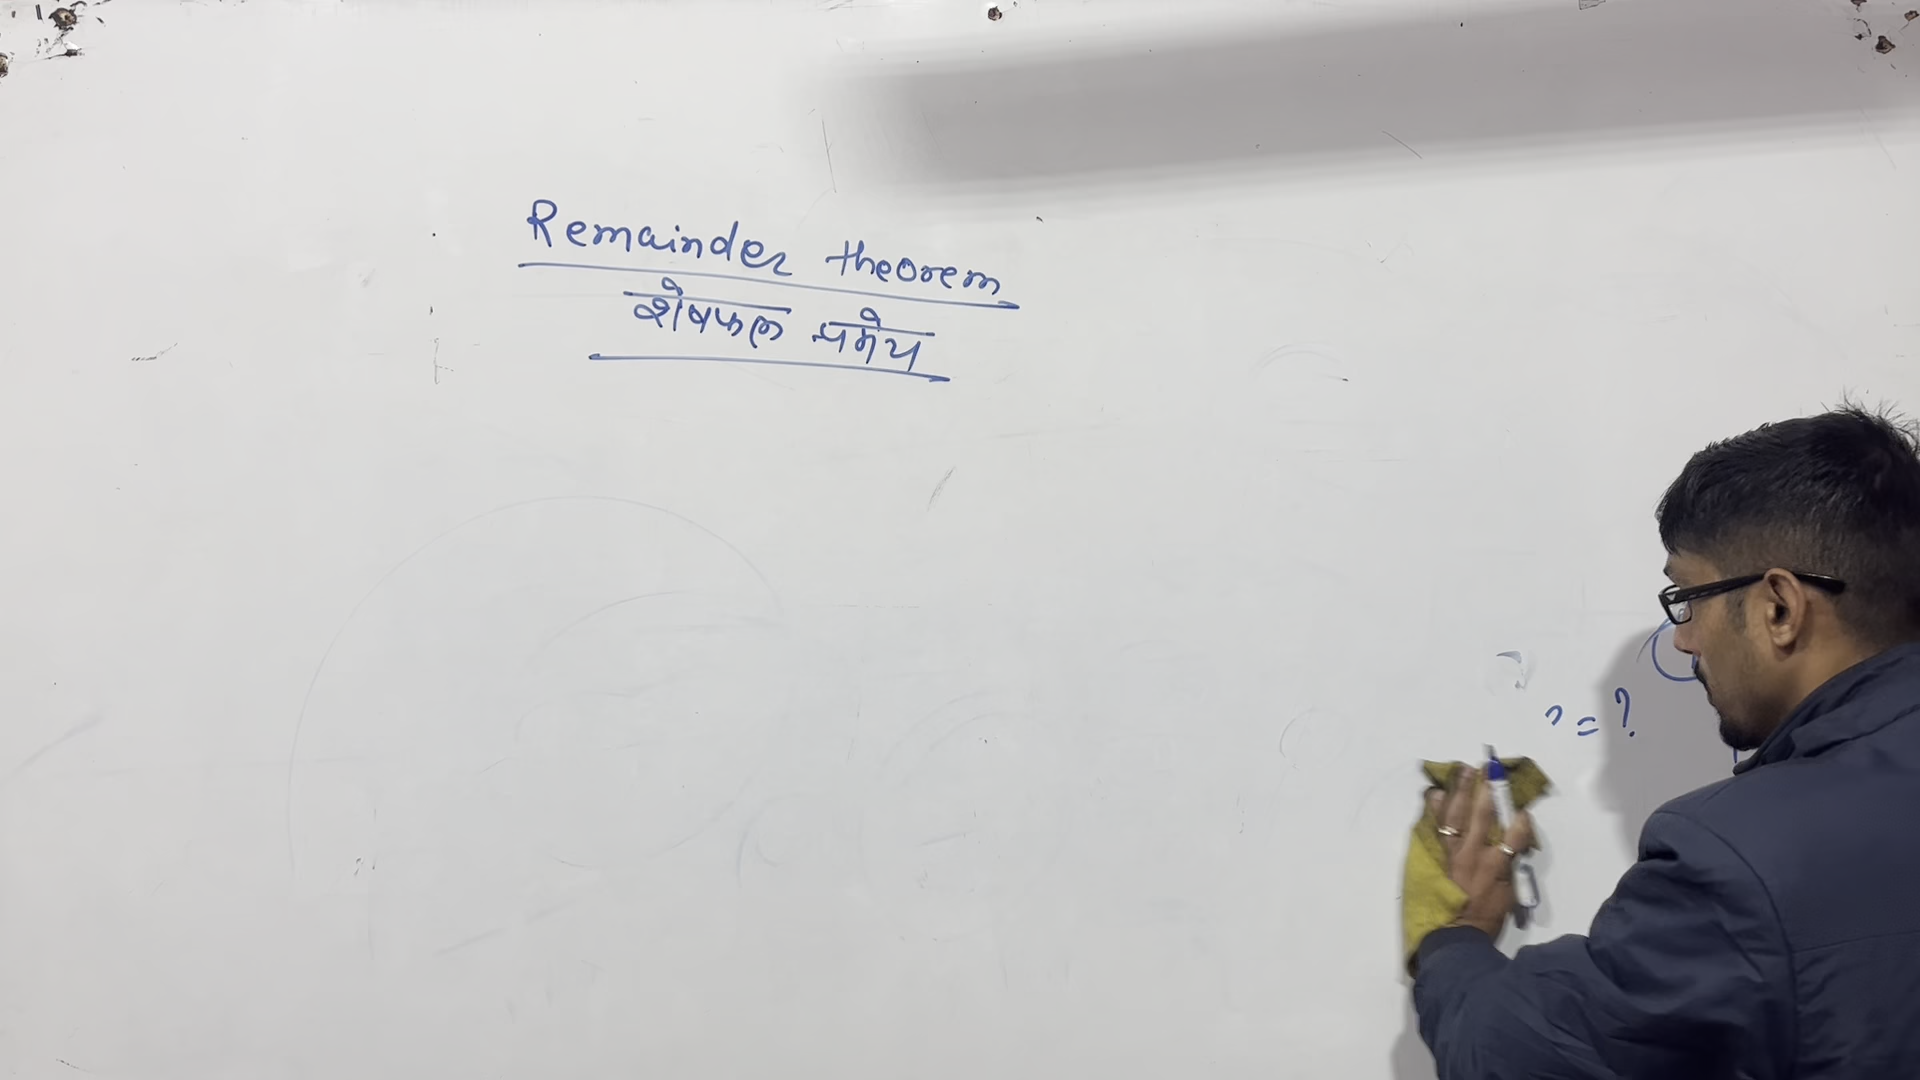 Remainder theorem
शेषफल प्रमेय
= ?